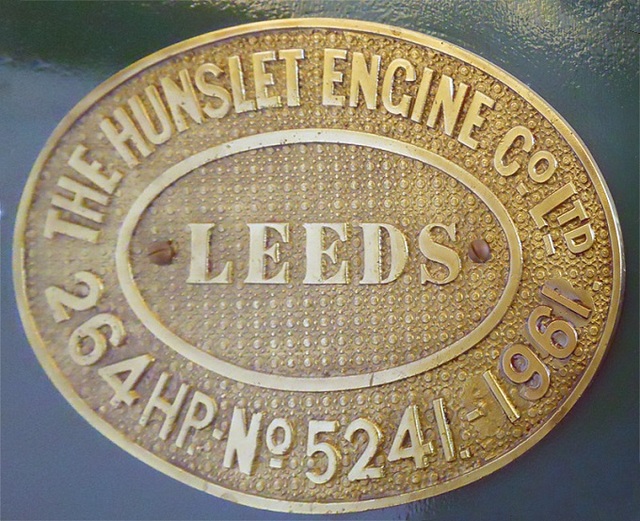 THE HUNSLET ENGINE Co. LTD
LEEDS
264 HP - No 5241. - 1961.